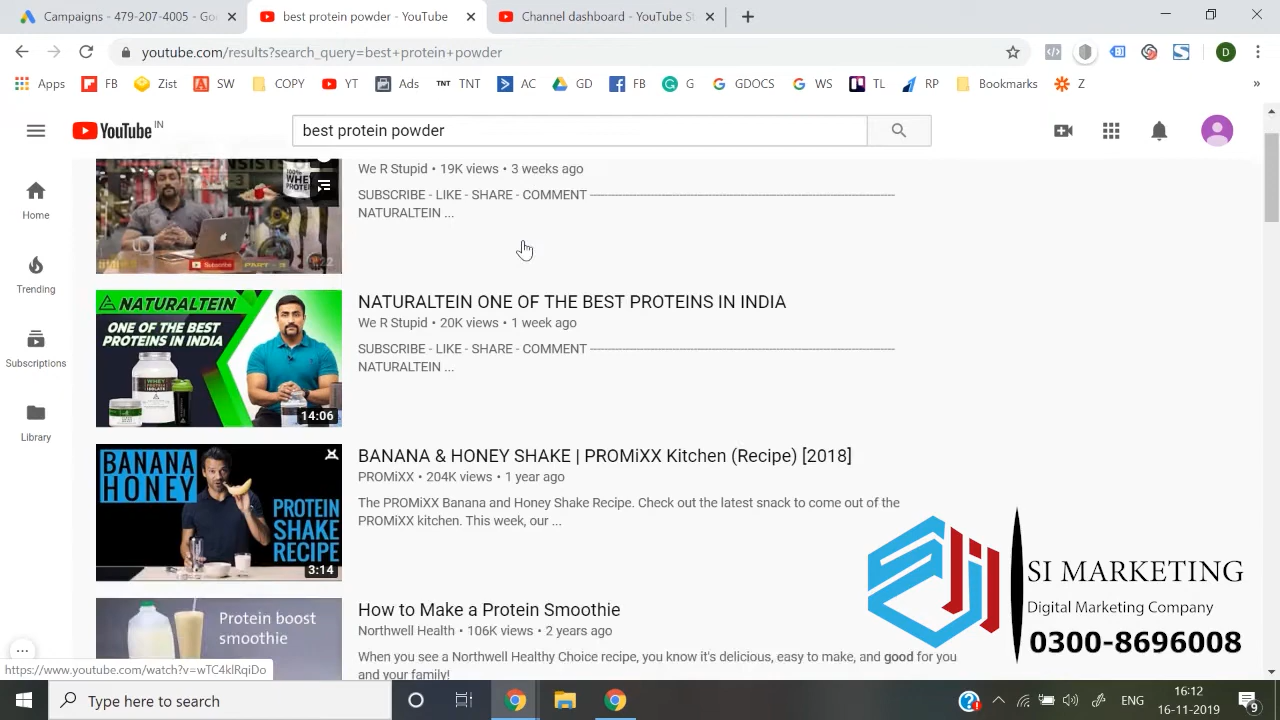 Campaigns - 479-207-4005 - Goo
best protein powder - YouTube
Channel dashboard - YouTube St
youtube.com/results?search_query=best+protein+powder
D
Apps
FB
Zist
SW
COPY
YT
Ads
TNT TNT
AC
GD
FB
G
GDOCS
WS
TL
RP
Bookmarks
Z
»
YouTube IN
best protein powder
Home
Trending
Subscriptions
Library
We R Stupid • 19K views • 3 weeks ago
SUBSCRIBE - LIKE - SHARE - COMMENT
NATURALTEIN ...
100%
WHEY
NATURALTEIN
ONE OF THE BEST
PROTEINS IN INDIA
14:06
NATURALTEIN ONE OF THE BEST PROTEINS IN INDIA
We R Stupid • 20K views • 1 week ago
SUBSCRIBE - LIKE - SHARE - COMMENT
NATURALTEIN ...
BANANA
HONEY
PROTEIN
SHAKE
RECIPE
3:14
BANANA & HONEY SHAKE | PROMiXX Kitchen (Recipe) [2018]
PROMiXX • 204K views • 1 year ago
The PROMiXX Banana and Honey Shake Recipe. Check out the latest snack to come out of the
PROMiXX kitchen. This week, our ...
Protein boost
smoothie
How to Make a Protein Smoothie
Northwell Health • 106K views • 2 years ago
When you see a Northwell Healthy Choice recipe, you know it's delicious, easy to make, and good for you
and your family!
SI MARKETING
Digital Marketing Company
0300-8696008
https://www.youtube.com/watch?v=wTC4klRqiDo
Type here to search
ENG
16:12
16-11-2019
9